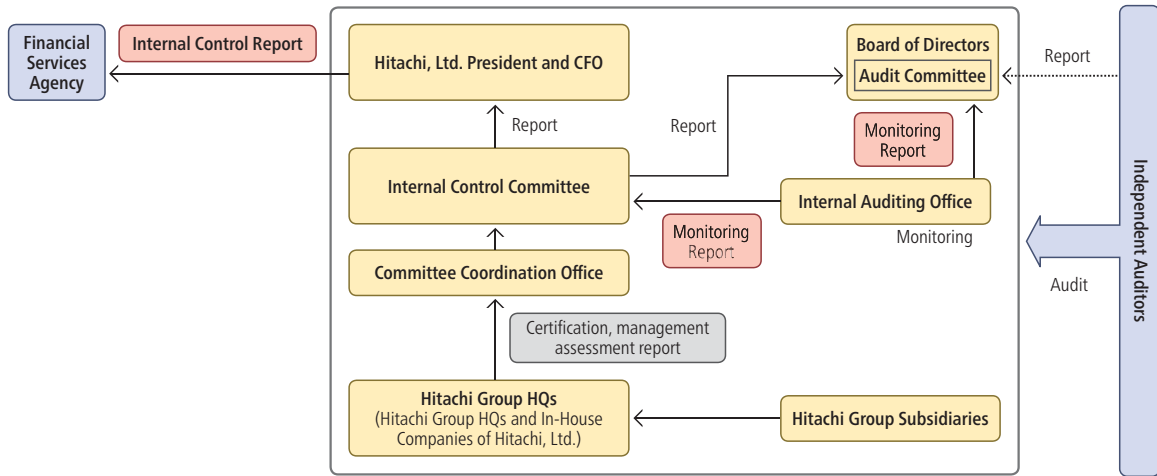 Financial
Services
Agency
Internal Control Report
Hitachi, Ltd. President and CFO
Board of Directors
Audit Committee
Report
Report
Report
Monitoring
Report
Internal Control Committee
Internal Auditing Office
Monitoring
Report
Monitoring
Independent Auditors
Audit
Committee Coordination Office
Certification, management
assessment report
Hitachi Group HQs
(Hitachi Group HQs and In-House
Companies of Hitachi, Ltd.)
Hitachi Group Subsidiaries